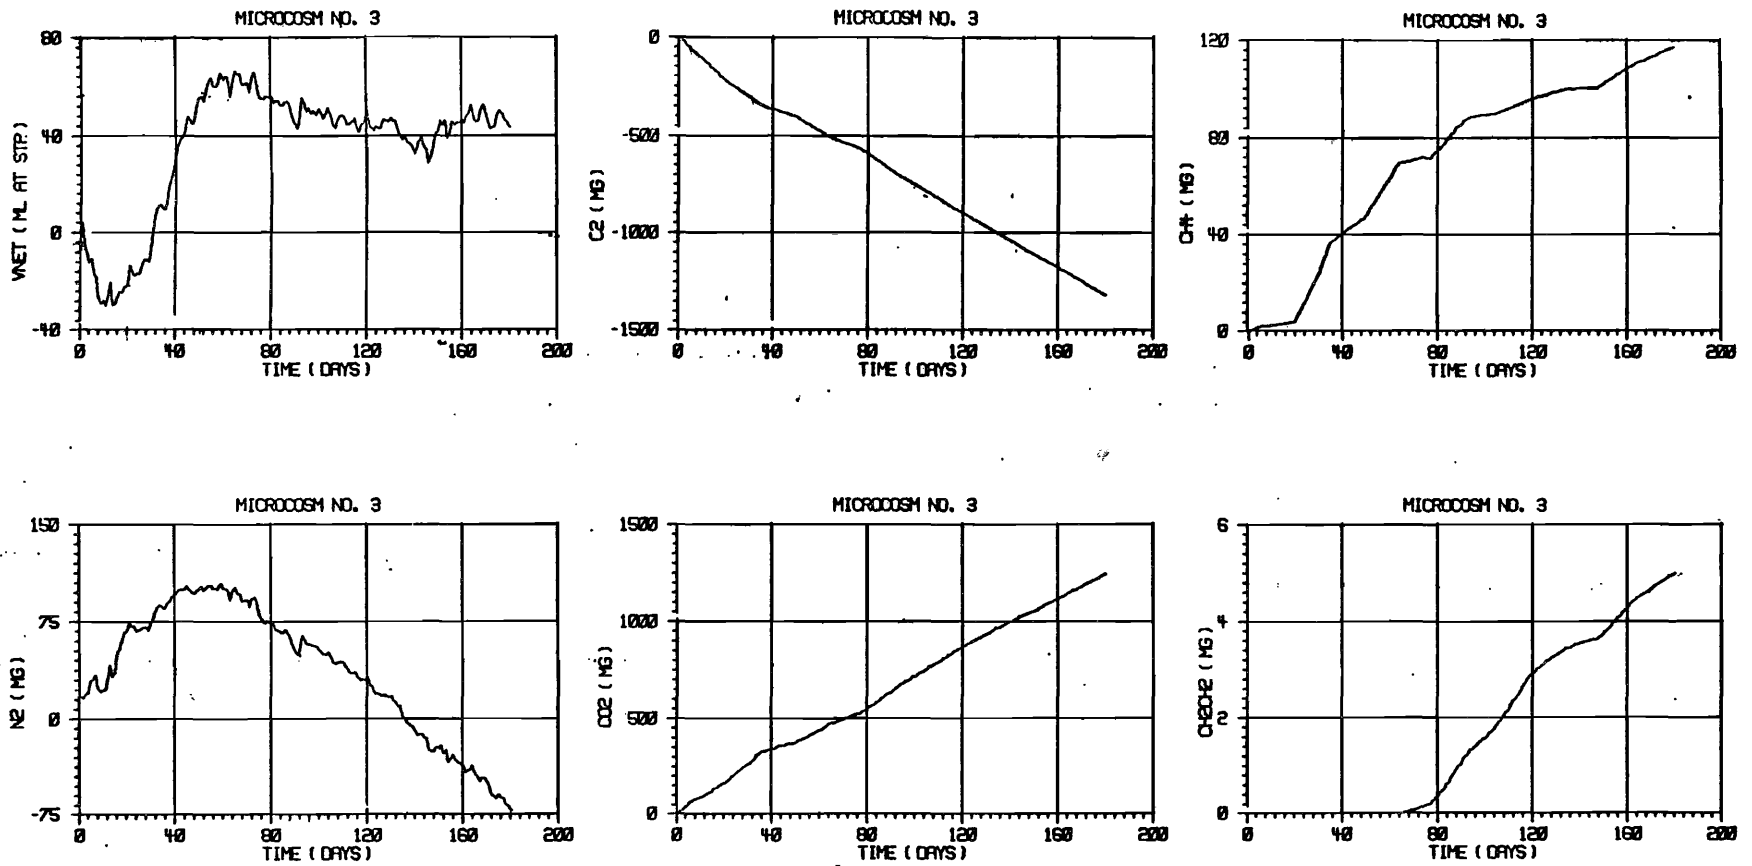 MICROCOSM NO. 3
80
40
0
-40
VNET ( ML AT STP.)
0 40 80 120 160 200
TIME ( DAYS )
MICROCOSM NO. 3
0
-500
-1000
-1500
C2 ( MG )
0 40 80 120 160 200
TIME ( DAYS )
MICROCOSM NO. 3
120
80
40
0
CH4 ( MG )
0 40 80 120 160 200
TIME ( DAYS )
MICROCOSM NO. 3
150
75
0
-75
N2 ( MG )
0 40 80 120 160 200
TIME ( DAYS )
MICROCOSM NO. 3
1500
1000
500
0
CO2 ( MG )
0 40 80 120 160 200
TIME ( DAYS )
MICROCOSM NO. 3
6
4
2
0
CH2CH2 ( MG )
0 40 80 120 160 200
TIME ( DAYS )